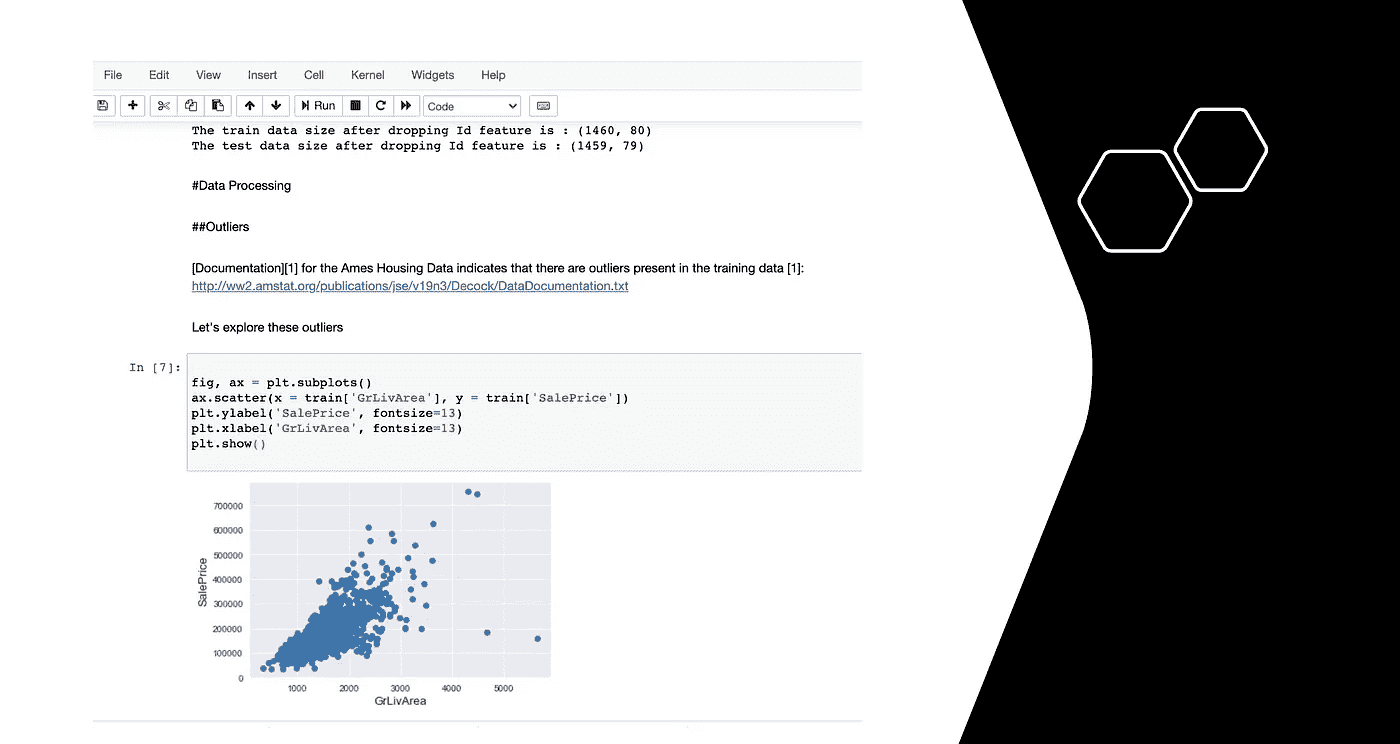 File Edit View Insert Cell Kernel Widgets Help
Run Code
The train data size after dropping Id feature is : (1460, 80)
The test data size after dropping Id feature is : (1459, 79)
#Data Processing
##Outliers
[Documentation][1] for the Ames Housing Data indicates that there are outliers present in the training data [1]:
http://ww2.amstat.org/publications/jse/v19n3/Decock/DataDocumentation.txt
Let's explore these outliers
In [7]:
fig, ax = plt.subplots()
ax.scatter(x = train['GrLivArea'], y = train['SalePrice'])
plt.ylabel('SalePrice', fontsize=13)
plt.xlabel('GrLivArea', fontsize=13)
plt.show()
700000
600000
500000
400000
300000
200000
100000
0
SalePrice
1000 2000 3000 4000 5000
GrLivArea